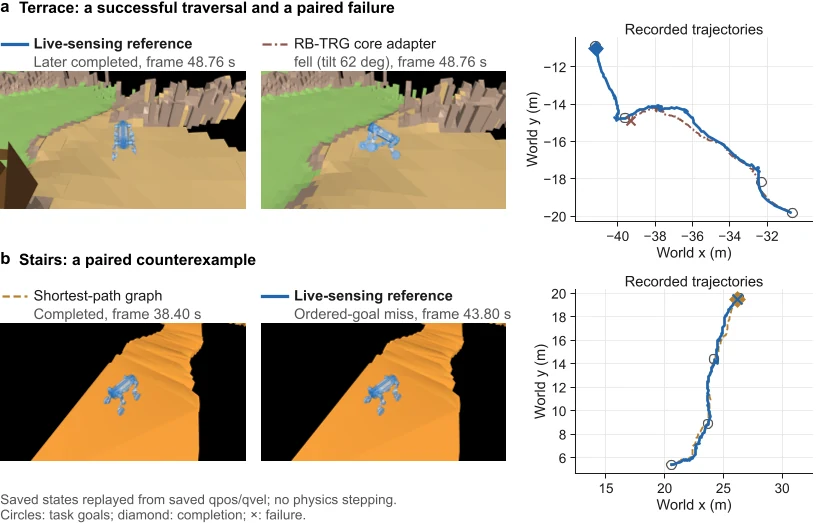 a Terrace: a successful traversal and a paired failure
Live-sensing reference
Later completed, frame 48.76 s
RB-TRG core adapter
fell (tilt 62 deg), frame 48.76 s
Recorded trajectories
World y (m)
−12
−14
−16
−18
−20
−40 −38 −36 −34 −32
World x (m)
b Stairs: a paired counterexample
Shortest-path graph
Completed, frame 38.40 s
Live-sensing reference
Ordered-goal miss, frame 43.80 s
Recorded trajectories
World y (m)
20
18
16
14
12
10
8
6
15 20 25 30
World x (m)
Saved states replayed from saved qpos/qvel; no physics stepping.
Circles: task goals; diamond: completion; ×: failure.